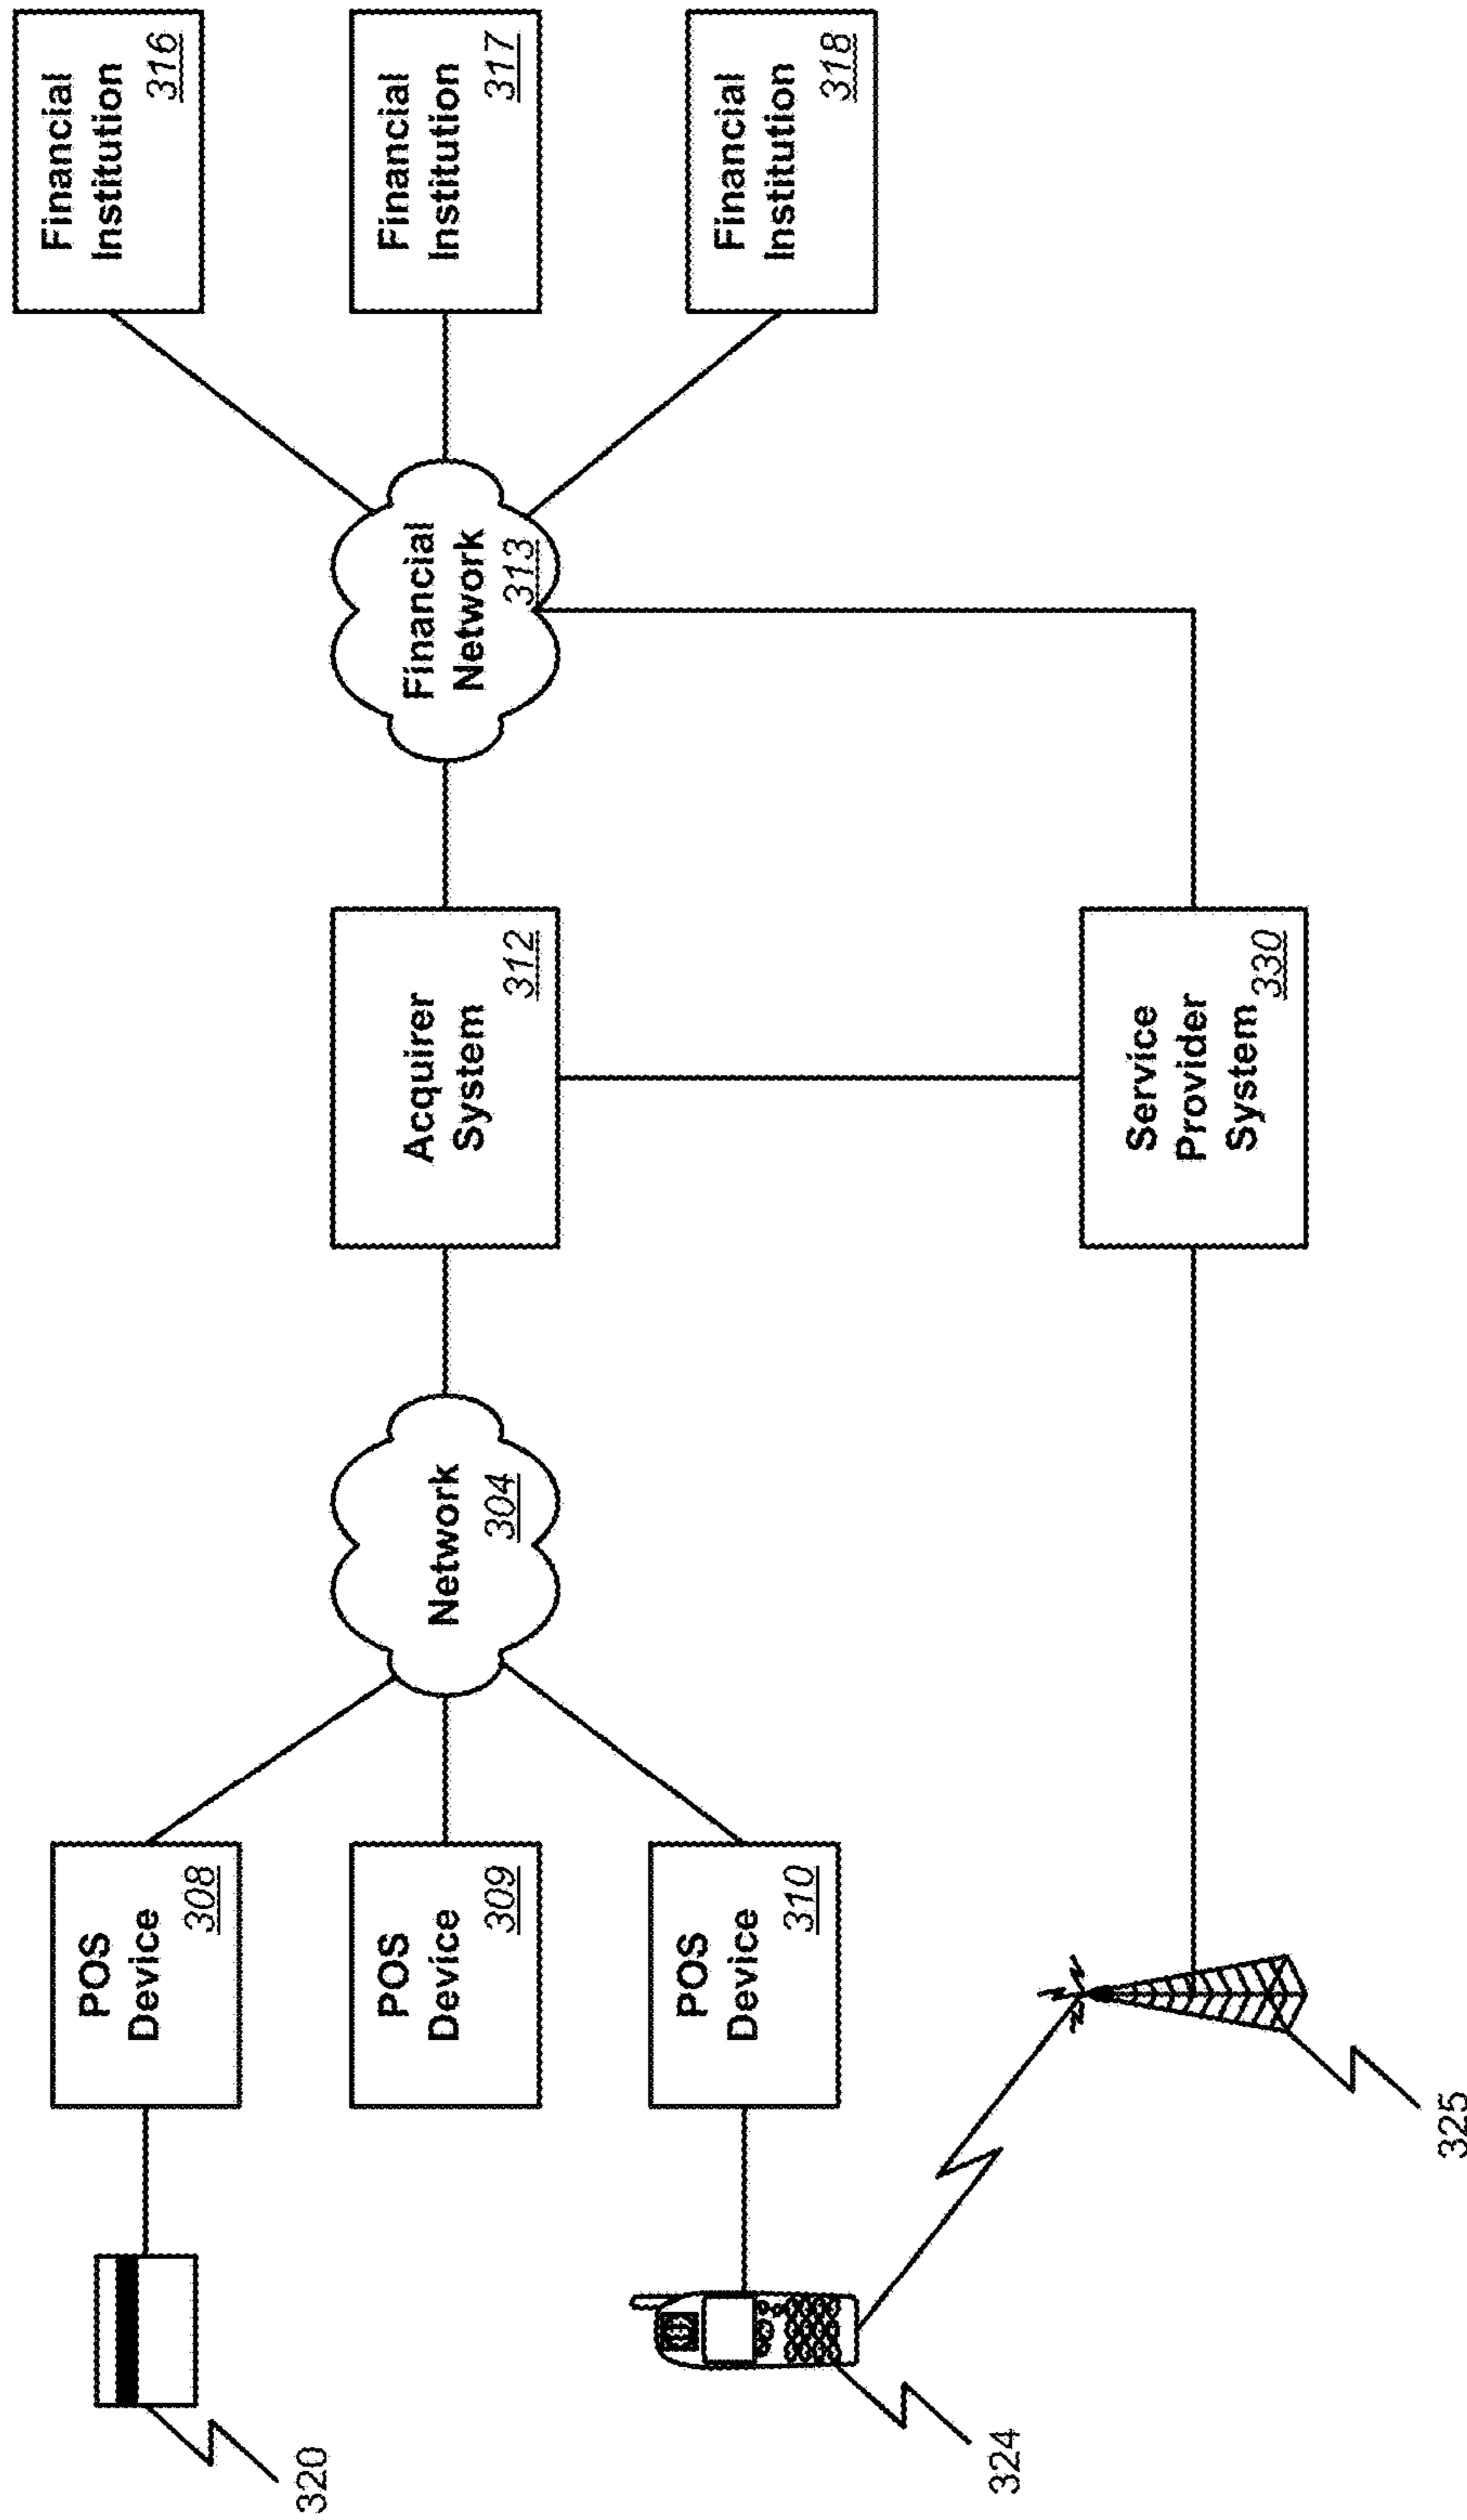 320
POS
Device
308
POS
Device
309
POS
Device
310
324
325
Network
304
Acquirer
System
312
Service
Provider
System
330
Financial
Network
313
Financial
Institution
316
Financial
Institution
317
Financial
Institution
318